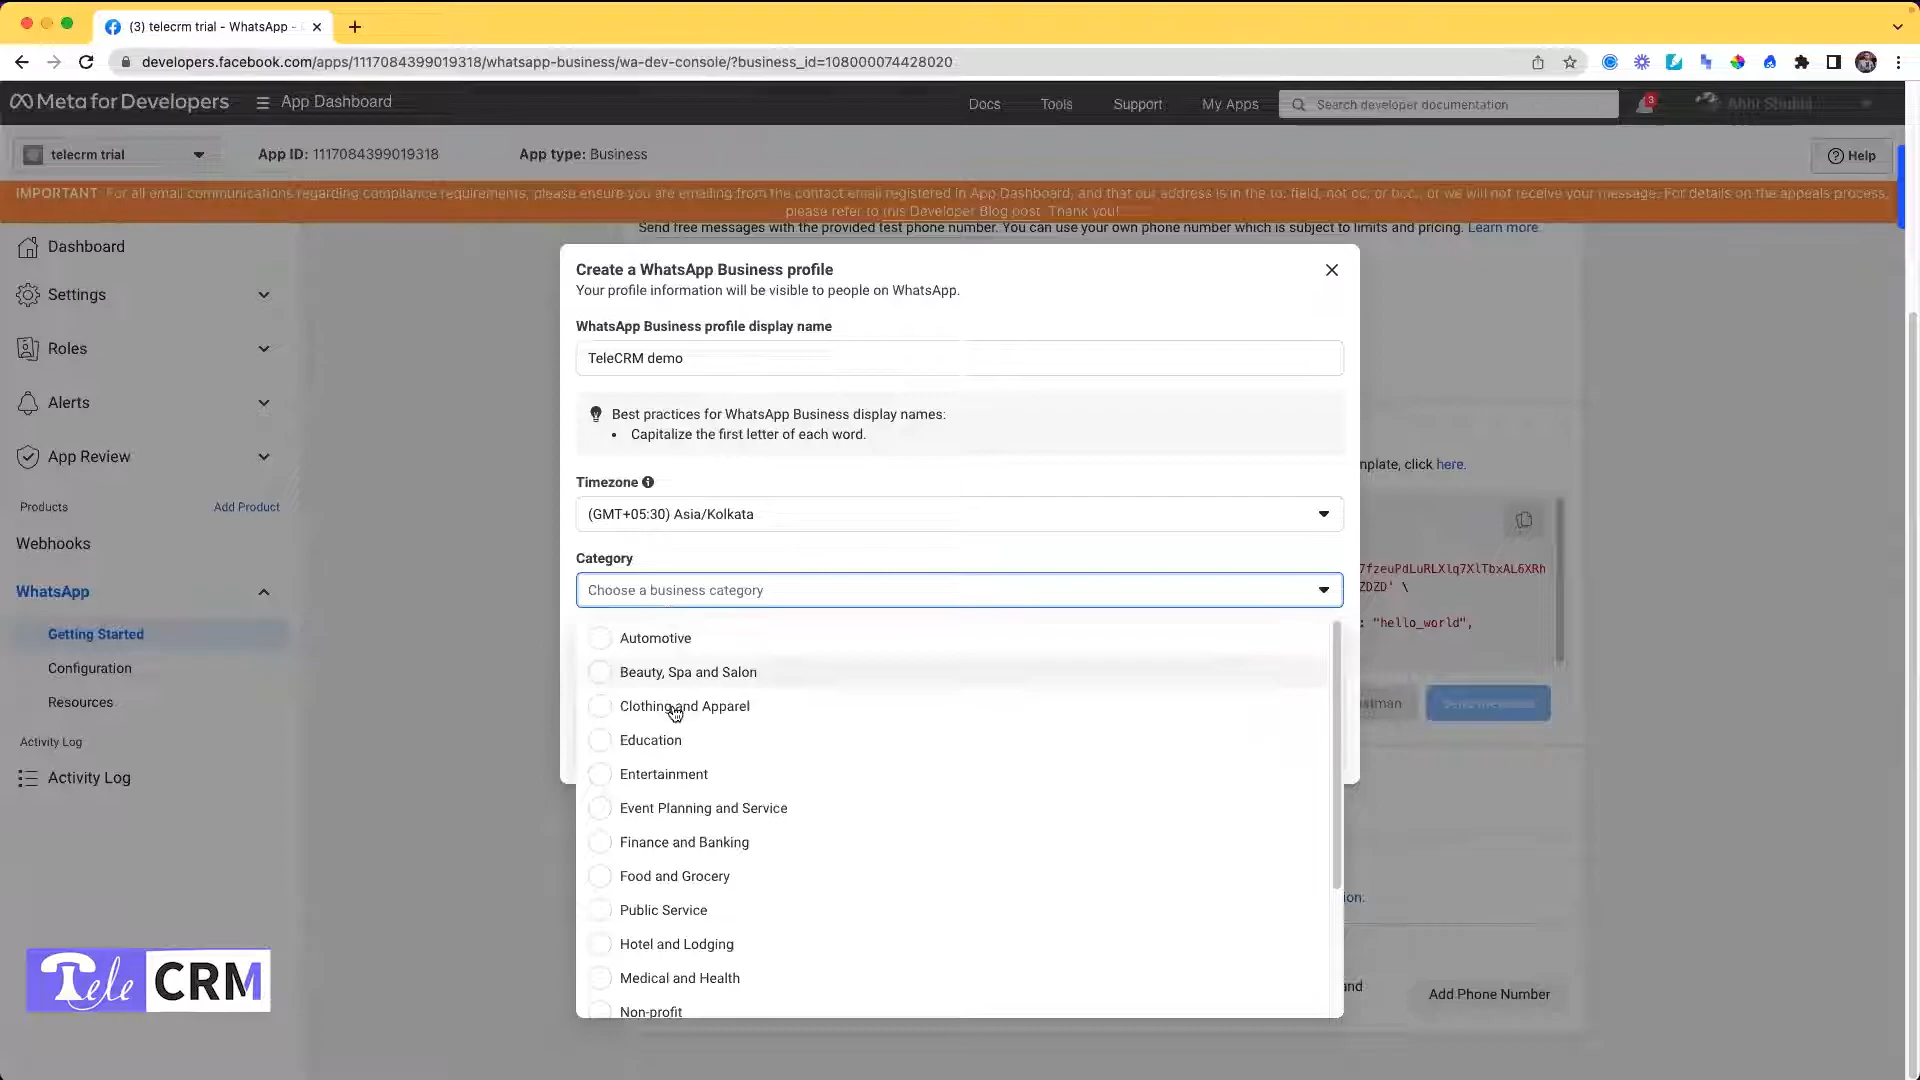 (3) telecrm trial - WhatsApp -
developers.facebook.com/apps/1117084399019318/whatsapp-business/wa-dev-console/?business_id=108000074428020
Meta for Developers
App Dashboard
Docs
Tools
Support
My Apps
Search developer documentation
3
telecrm trial
App ID: 1117084399019318
App type: Business
Help
IMPORTANT For all email communications regarding compliance requirements, please ensure you are emailing from the contact email registered in App Dashboard, and that our address is in the to: field, not cc: or bcc:, or we will not receive your message. For details on the appeals process,
please refer to this Developer Blog post. Thank you!
Send free messages with the provided test phone number. You can use your own phone number which is subject to limits and pricing. Learn more
Dashboard
Settings
Roles
Alerts
App Review
Products
Add Product
Webhooks
WhatsApp
Getting Started
Configuration
Resources
Activity Log
Activity Log
Create a WhatsApp Business profile
Your profile information will be visible to people on WhatsApp.
WhatsApp Business profile display name
TeleCRM demo
Best practices for WhatsApp Business display names:
• Capitalize the first letter of each word.
Timezone
(GMT+05:30) Asia/Kolkata
Category
Choose a business category
Automotive
Beauty, Spa and Salon
Clothing and Apparel
Education
Entertainment
Event Planning and Service
Finance and Banking
Food and Grocery
Public Service
Hotel and Lodging
Medical and Health
Non-profit
mplate, click here.
7fzeuPdLuRLXlq7XlTbxAL6XRh
ZDZD' \
: "hello_world",
stman
ion.
and
Add Phone Number
Tele CRM